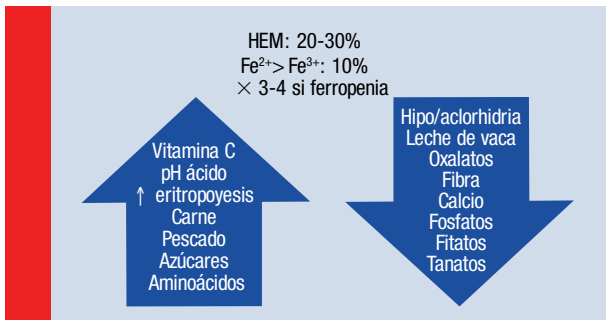 HEM: 20-30%
Fe²⁺> Fe³⁺: 10%
× 3-4 si ferropenia
Vitamina C
pH ácido
↑ eritropoyesis
Carne
Pescado
Azúcares
Aminoácidos
Hipo/aclorhidria
Leche de vaca
Oxalatos
Fibra
Calcio
Fosfatos
Fitatos
Tanatos